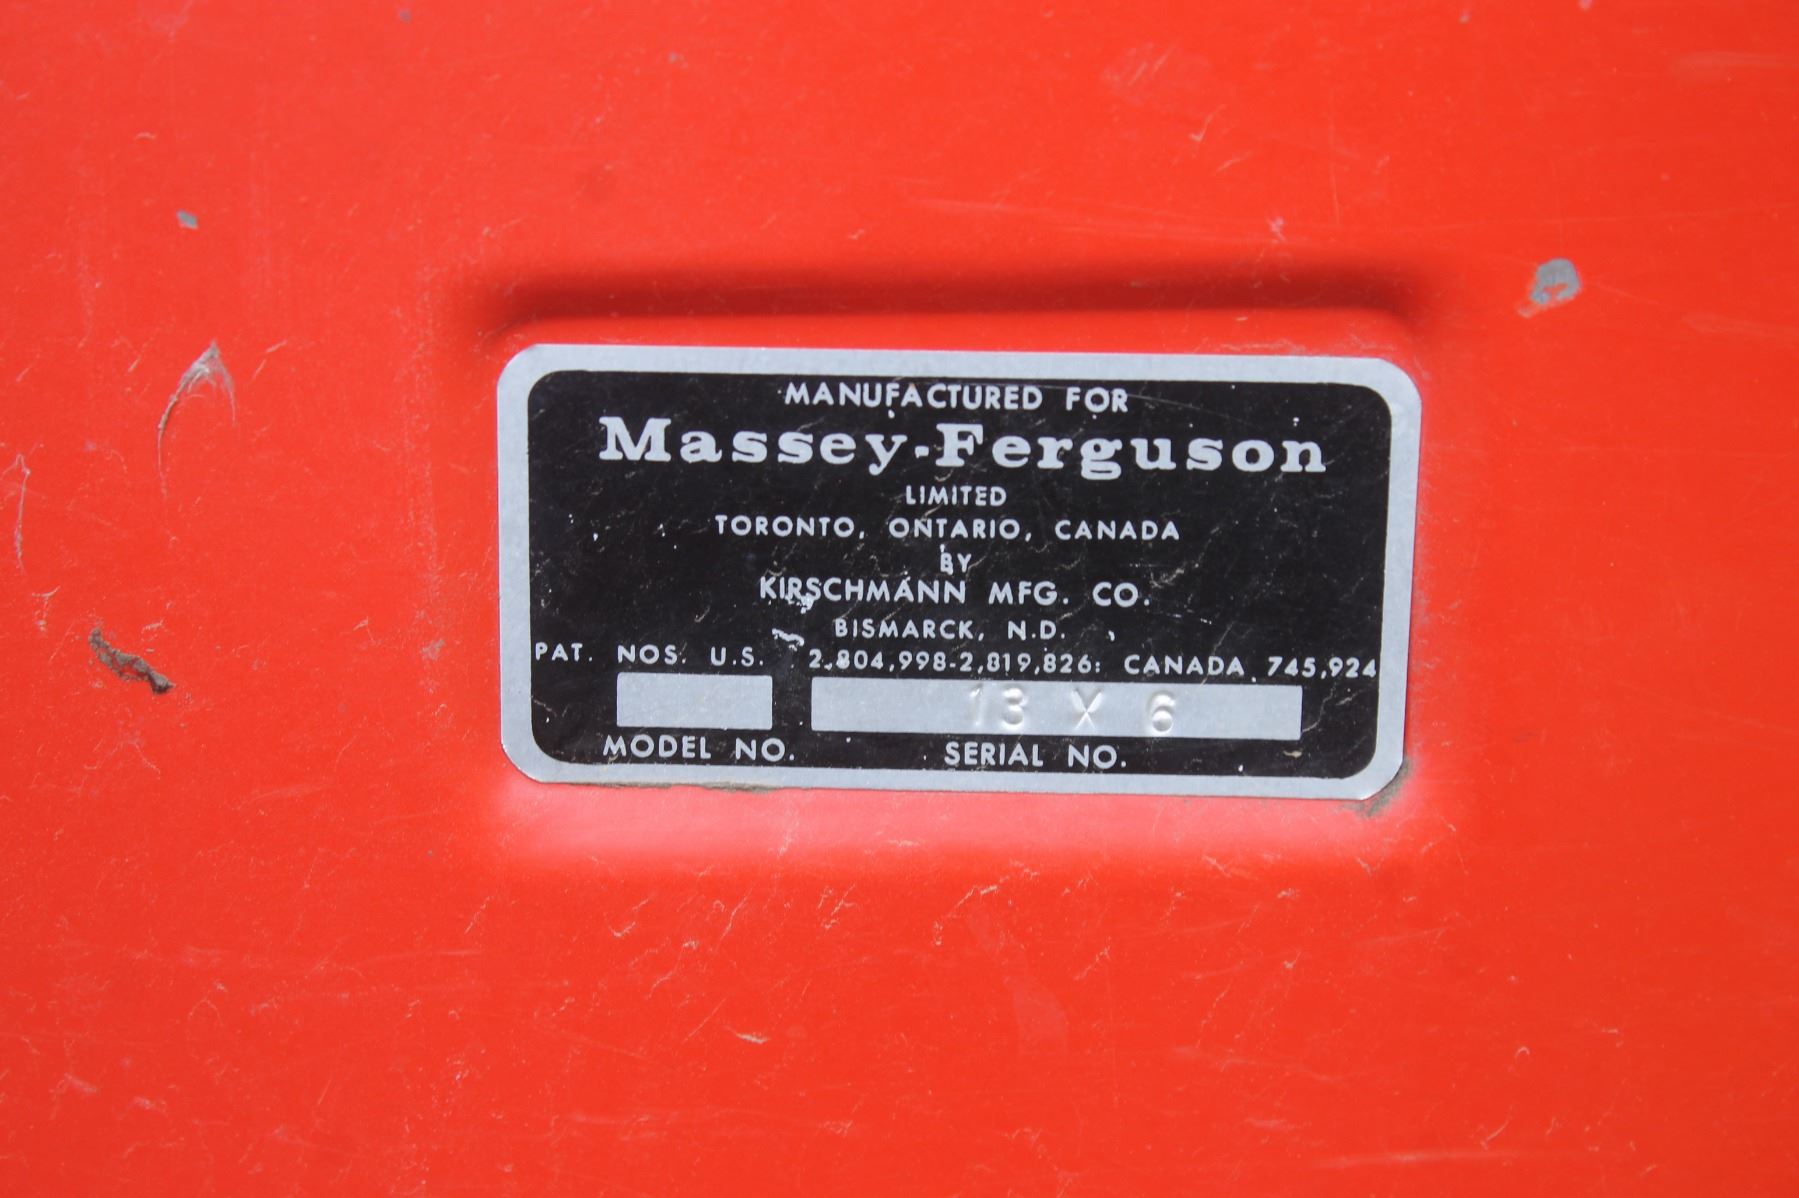 MANUFACTURED FOR
Massey-Ferguson
LIMITED
TORONTO, ONTARIO, CANADA
BY
KIRSCHMANN MFG. CO.
BISMARCK, N.D.
PAT. NOS. U.S. 2,804,998-2,819,826: CANADA 745,924
13 X 6
MODEL NO. SERIAL NO.